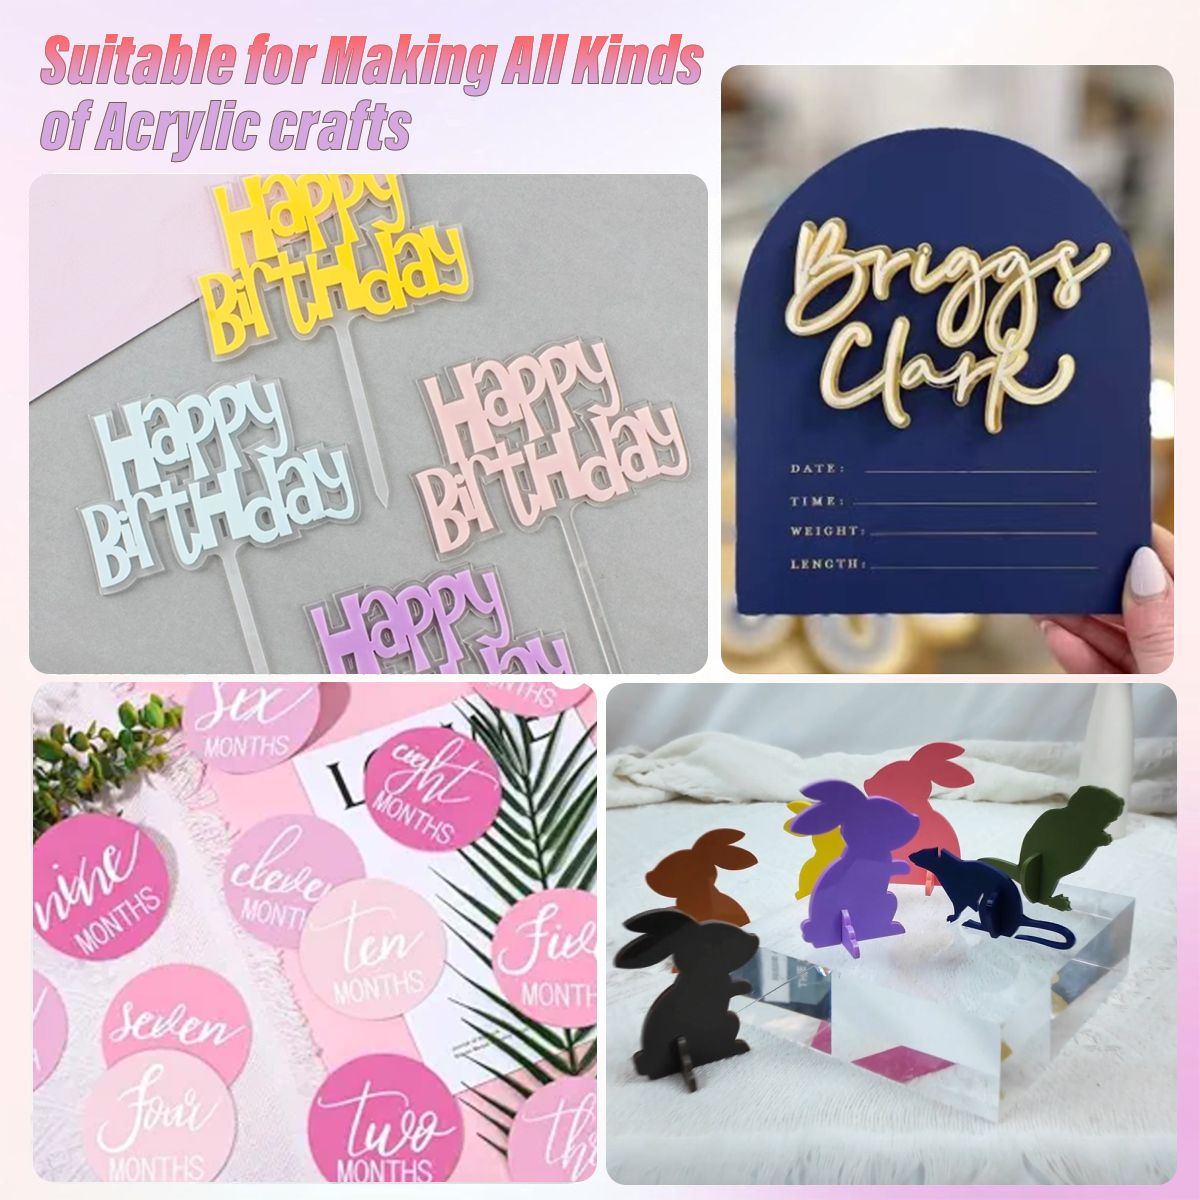 Suitable for Making All Kinds
of Acrylic crafts
Happy
Birthday
Happy
Birthday
Happy
Birthday
Happy
Briggs
Clark
DATE:
TIME:
WEIGHT:
LENGTH:
Six
MONTHS
eight
MONTHS
nine
MONTHS
eleven
ten
MONTHS
Five
MONTHS
seven
Four
MONTHS
two
MONTHS